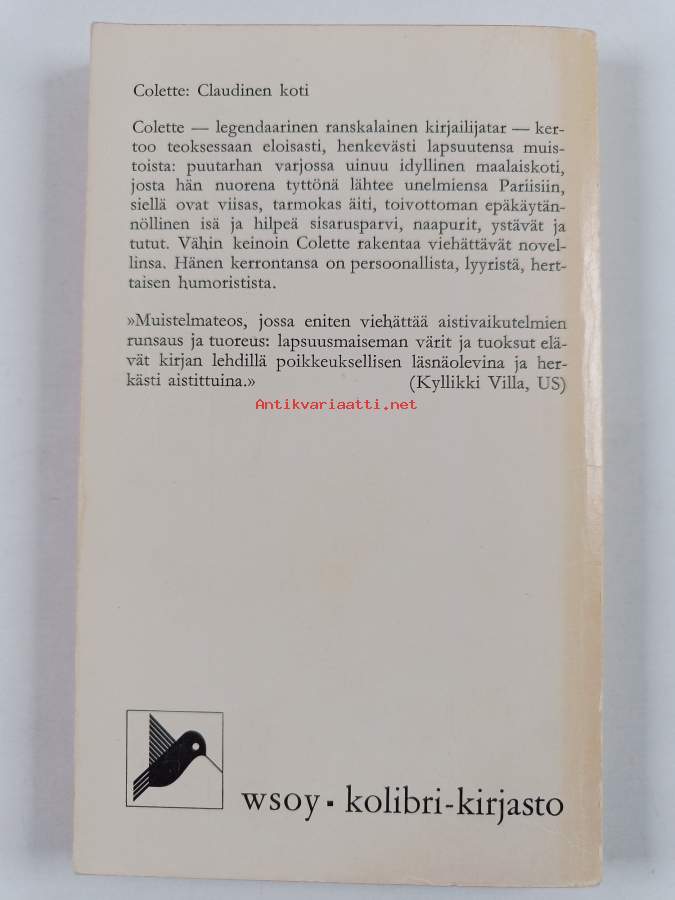 Colette: Claudinen koti
Colette — legendaarinen ranskalainen kirjailijatar — ker-
too teoksessaan eloisasti, henkevästi lapsuutensa muis-
toista: puutarhan varjossa uinuu idyllinen maalaiskoti,
josta hän nuorena tyttönä lähtee unelmiensa Pariisiin,
siellä ovat viisas, tarmokas äiti, toivottoman epäkäytän-
nöllinen isä ja hilpeä sisarusparvi, naapurit, ystävät ja
tutut. Vähin keinoin Colette rakentaa viehättävät novel-
linsa. Hänen kerrontansa on persoonallista, lyyristä, hert-
taisen humoristista.
»Muistelmateos, jossa eniten viehättää aistivaikutelmien
runsaus ja tuoreus: lapsuusmaiseman värit ja tuoksut elä-
vät kirjan lehdillä poikkeuksellisen läsnäolevina ja her-
kästi aistittuina.» (Kyllikki Villa, US)
Antikvariaatti.net
wsoy ▪ kolibri-kirjasto